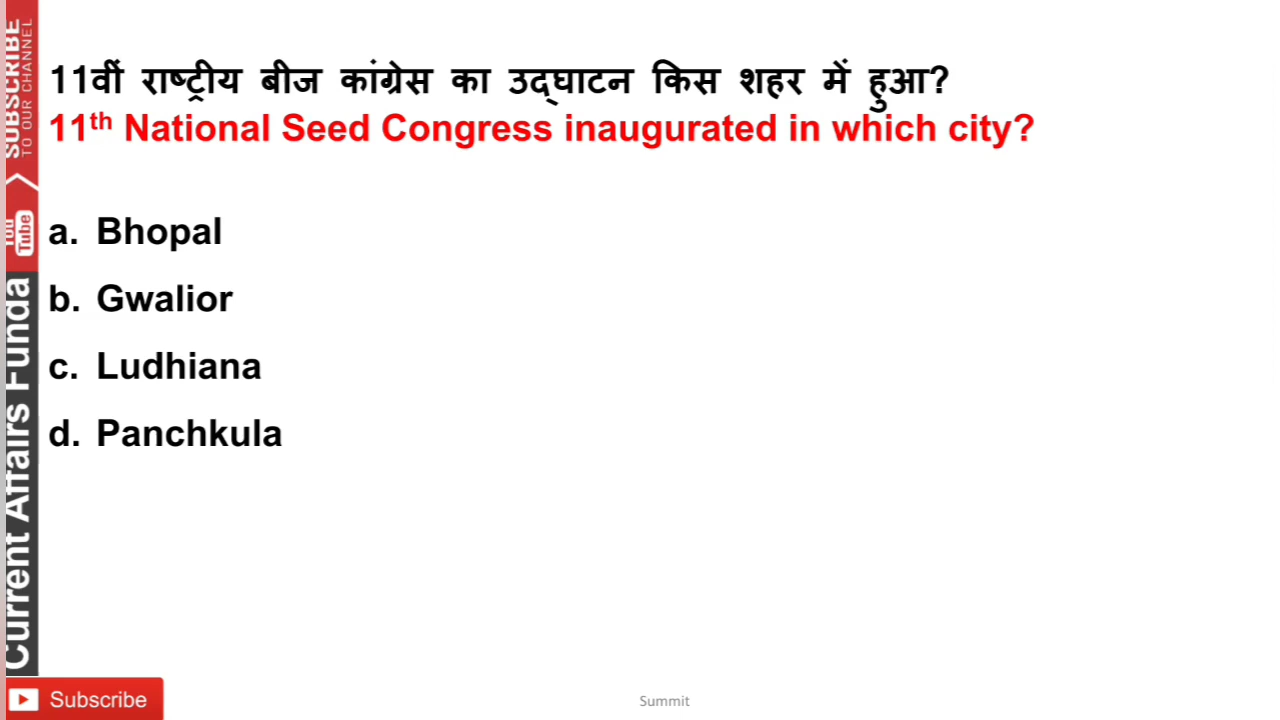 11वीं राष्ट्रीय बीज कांग्रेस का उद्घाटन किस शहर में हुआ?
11th National Seed Congress inaugurated in which city?
a. Bhopal
b. Gwalior
c. Ludhiana
d. Panchkula
SUBSCRIBE
TO OUR CHANNEL
You
Tube
Current Affairs Funda
Subscribe
Summit